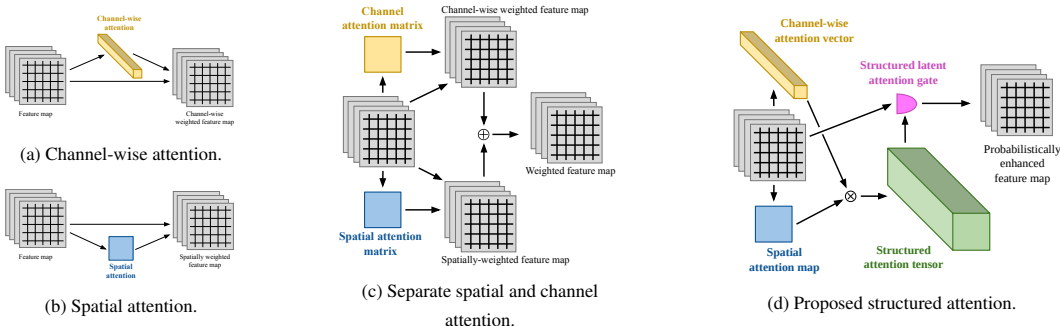 Channel-wise
attention
Feature map
Channel-wise
weighted feature map
(a) Channel-wise attention.
Feature map
Spatial
attention
Spatially weighted
feature map
(b) Spatial attention.
Channel
attention matrix
Channel-wise weighted feature map
Weighted feature map
Spatial attention
matrix
Spatially-weighted feature map
(c) Separate spatial and channel
attention.
Channel-wise
attention vector
Structured latent
attention gate
Probabilistically
enhanced
feature map
Spatial
attention map
Structured
attention tensor
(d) Proposed structured attention.